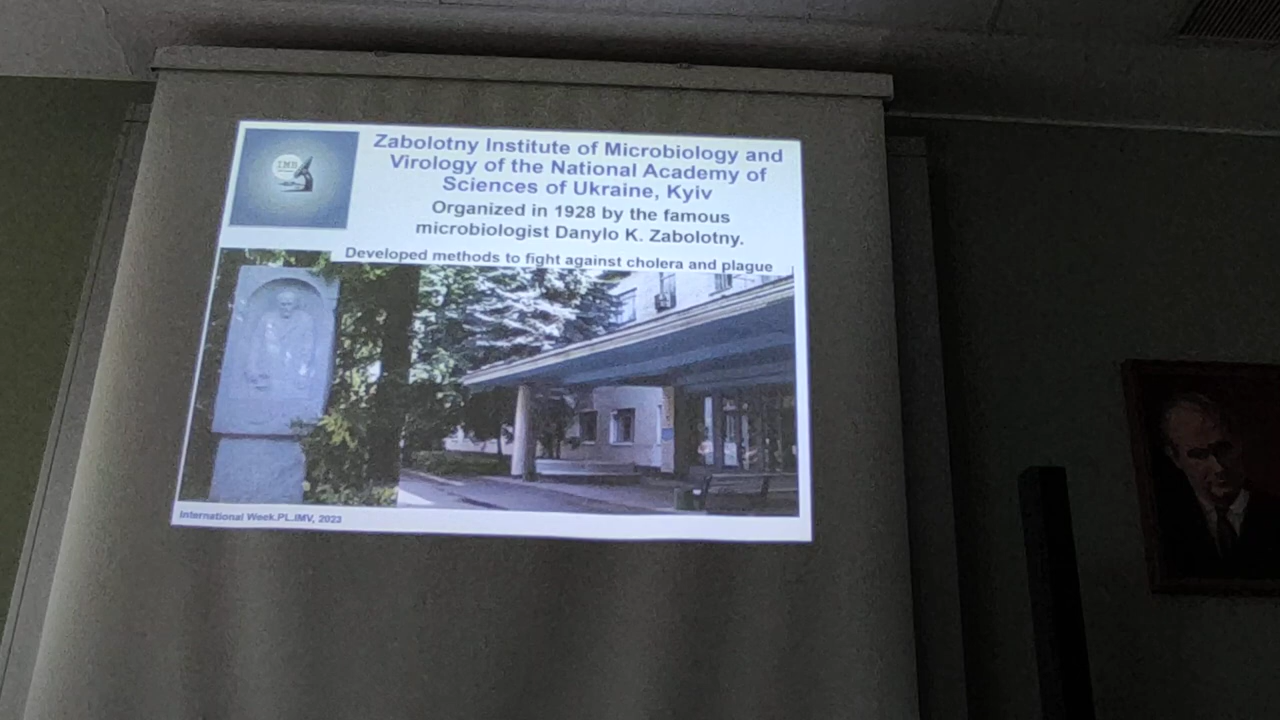 IMB
Zabolotny Institute of Microbiology and
Virology of the National Academy of
Sciences of Ukraine, Kyiv
Organized in 1928 by the famous
microbiologist Danylo K. Zabolotny.
Developed methods to fight against cholera and plague
International Week.PL.IMV, 2023